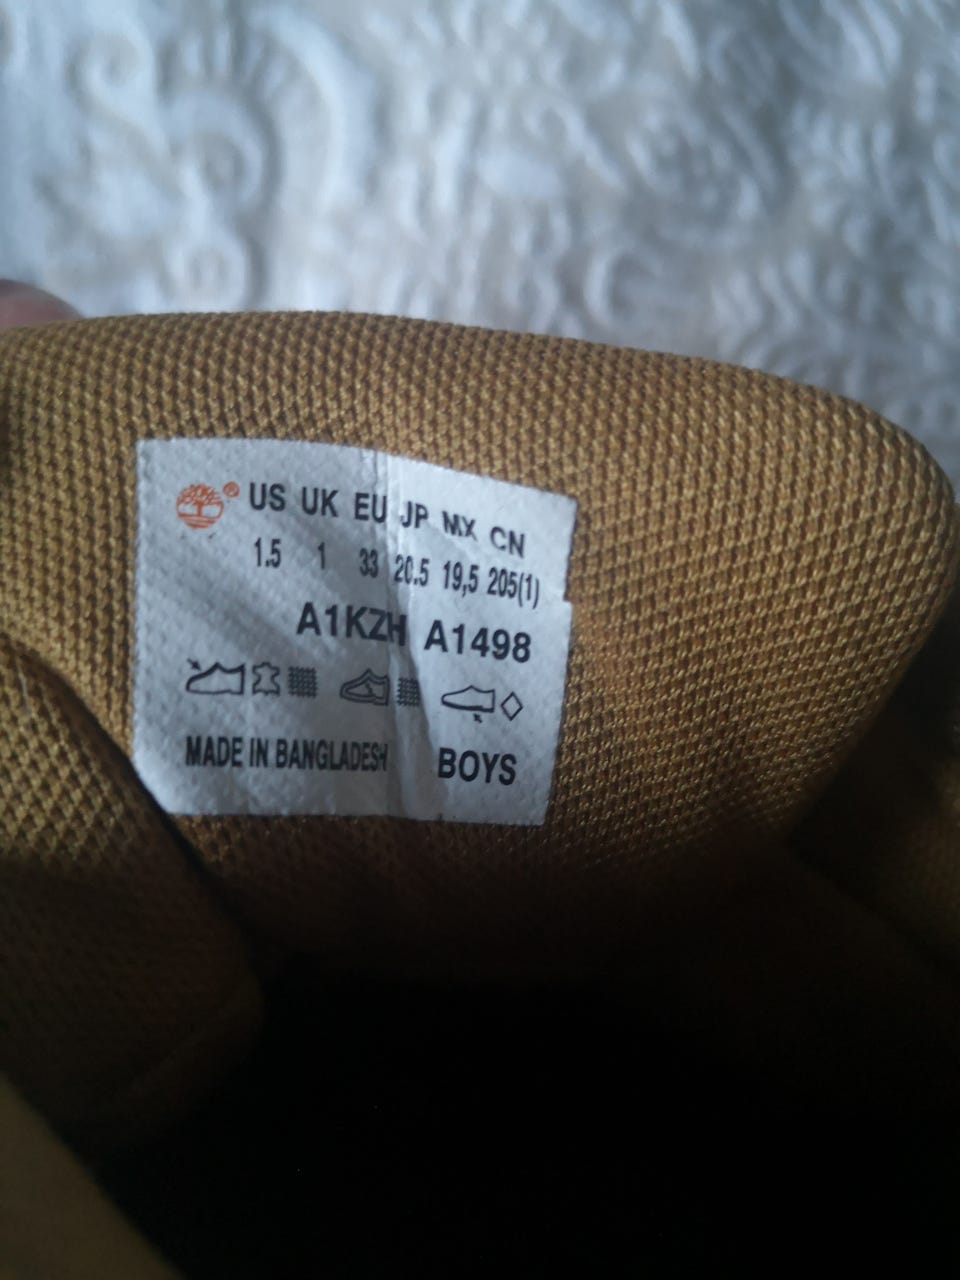 ® US UK EU JP MX CN
1.5 1 33 20.5 19,5 205(1)
A1KZH A1498
MADE IN BANGLADESH BOYS